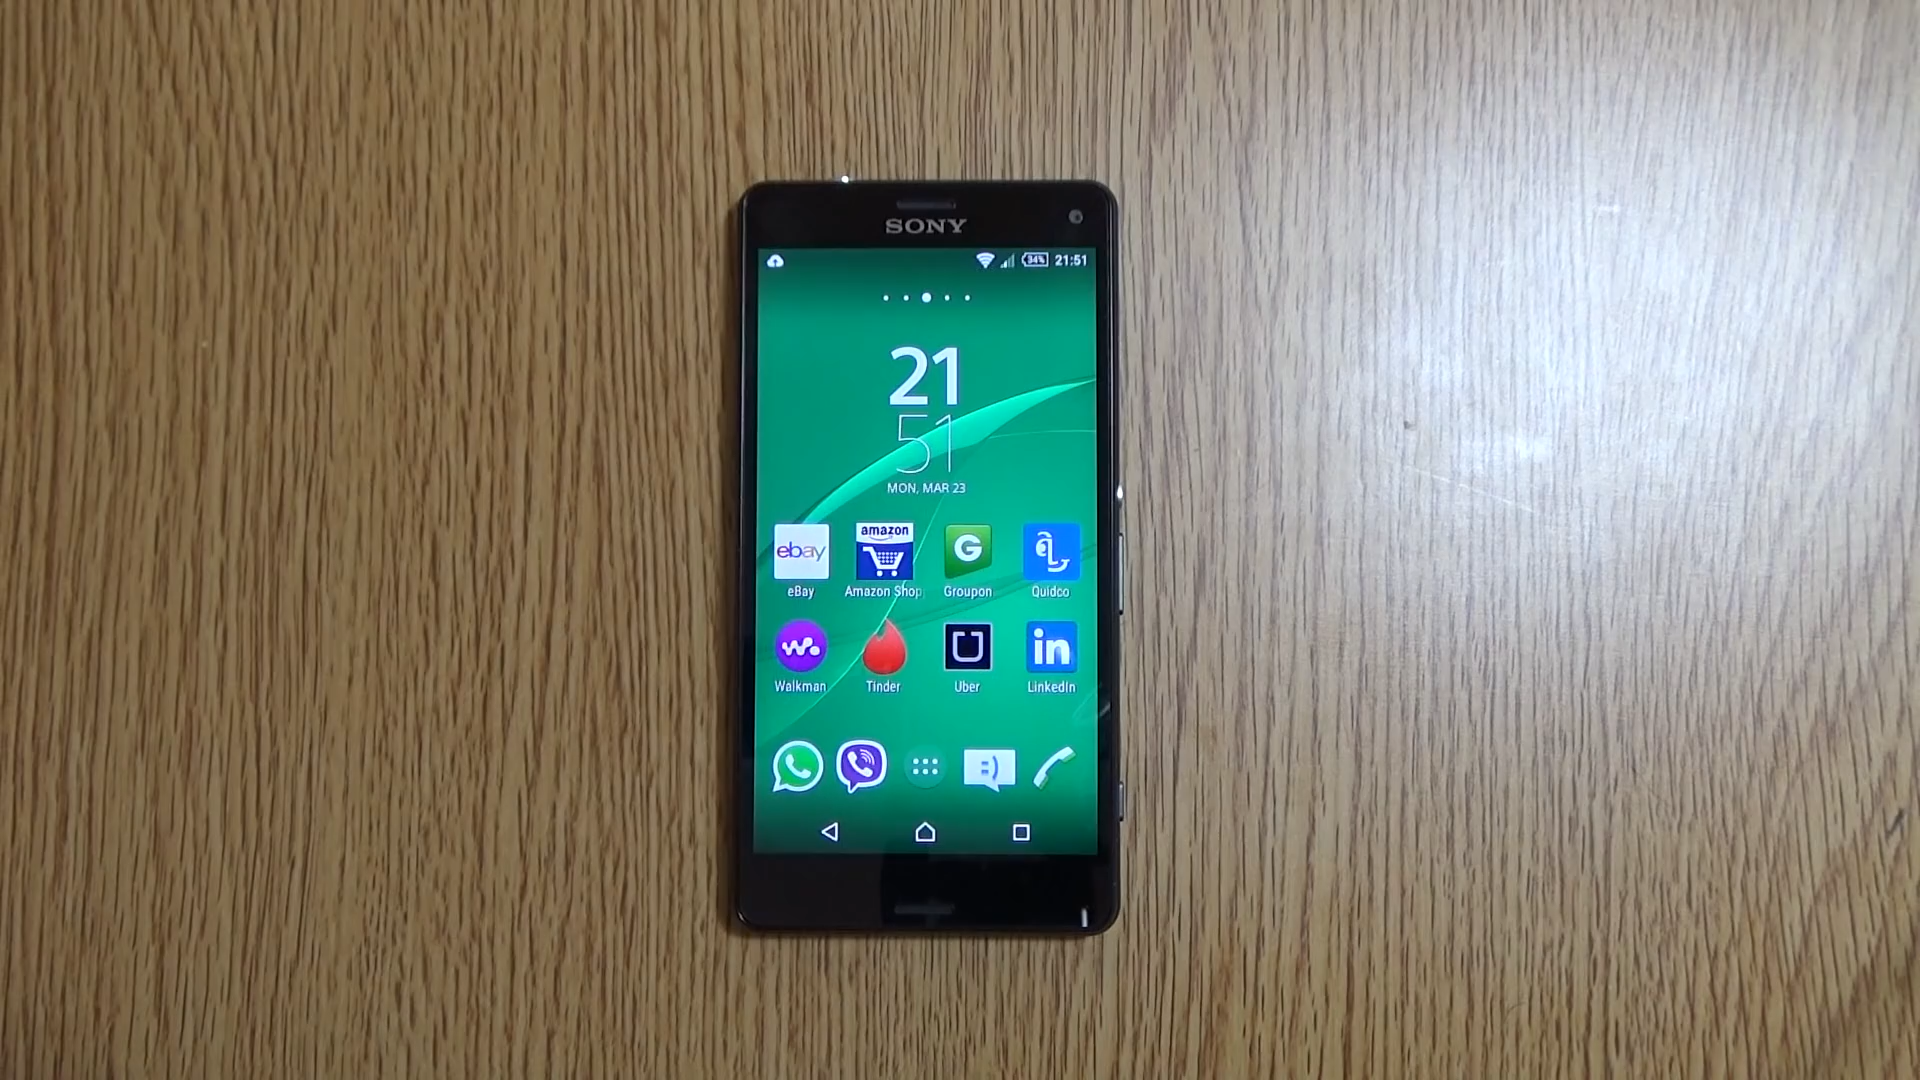 SONY
34% 21:51
21
51
MON, MAR 23
ebay
amazon
G
eBay
Amazon Shop
Groupon
Quidco
w.
in
Walkman
Tinder
Uber
LinkedIn
:)